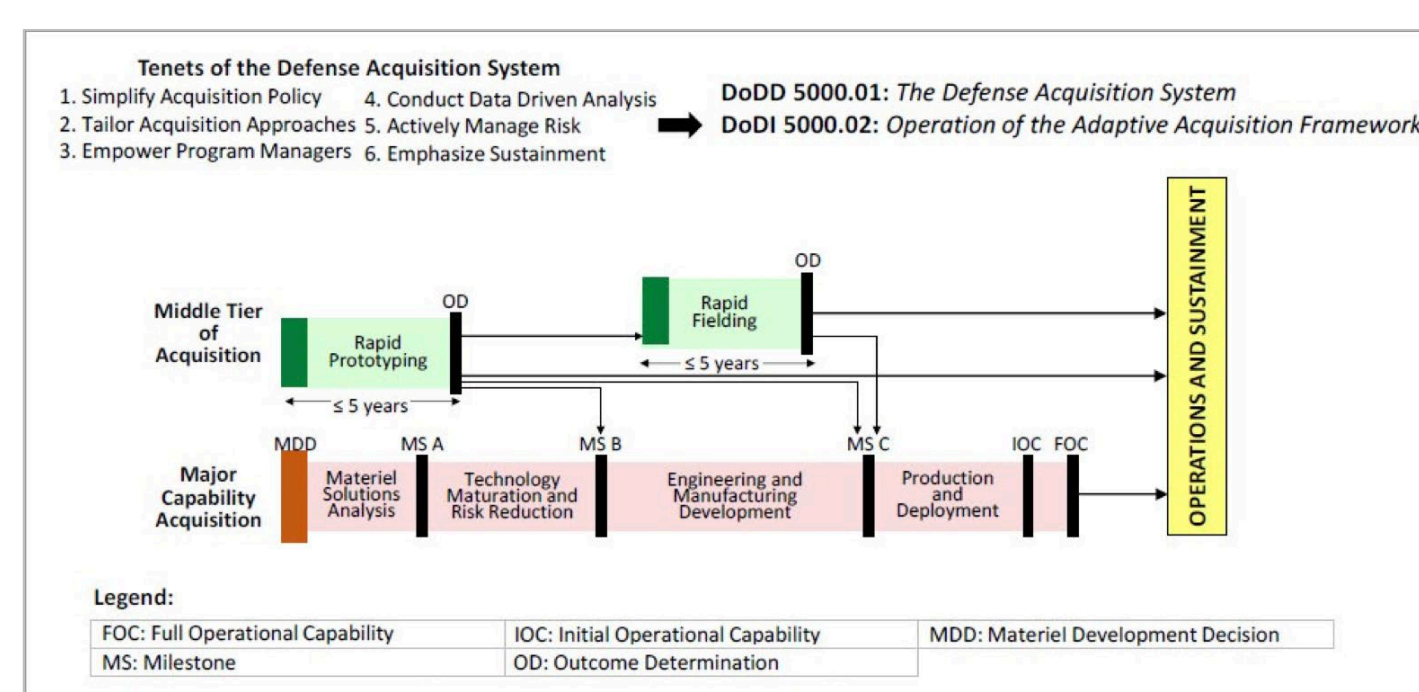 Tenets of the Defense Acquisition System
1. Simplify Acquisition Policy
2. Tailor Acquisition Approaches
3. Empower Program Managers
4. Conduct Data Driven Analysis
5. Actively Manage Risk
6. Emphasize Sustainment
DoDD 5000.01: The Defense Acquisition System
DoDI 5000.02: Operation of the Adaptive Acquisition Framework
Middle Tier
of
Acquisition
Rapid
Prototyping
OD
≤ 5 years
Rapid
Fielding
OD
≤ 5 years
Major
Capability
Acquisition
MDD
Materiel
Solutions
Analysis
MS A
Technology
Maturation and
Risk Reduction
MS B
Engineering and
Manufacturing
Development
MS C
Production
and
Deployment
IOC
FOC
OPERATIONS AND SUSTAINMENT
Legend:
FOC: Full Operational Capability
IOC: Initial Operational Capability
MDD: Materiel Development Decision
MS: Milestone
OD: Outcome Determination